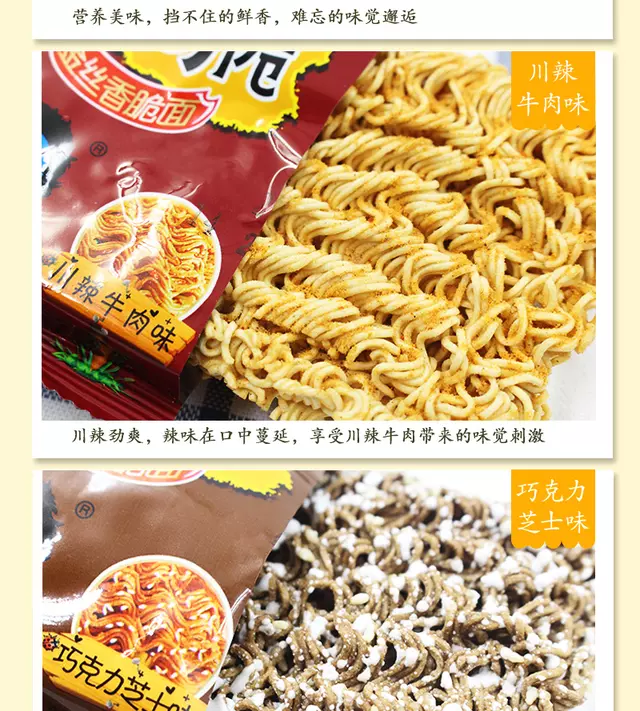 营养美味，挡不住的鲜香，难忘的味觉邂逅
川辣
牛肉味
丝香脆面
®
川辣牛肉味
川辣劲爽，辣味在口中蔓延，享受川辣牛肉带来的味觉刺激
巧克力
芝士味
®
巧克力芝士味